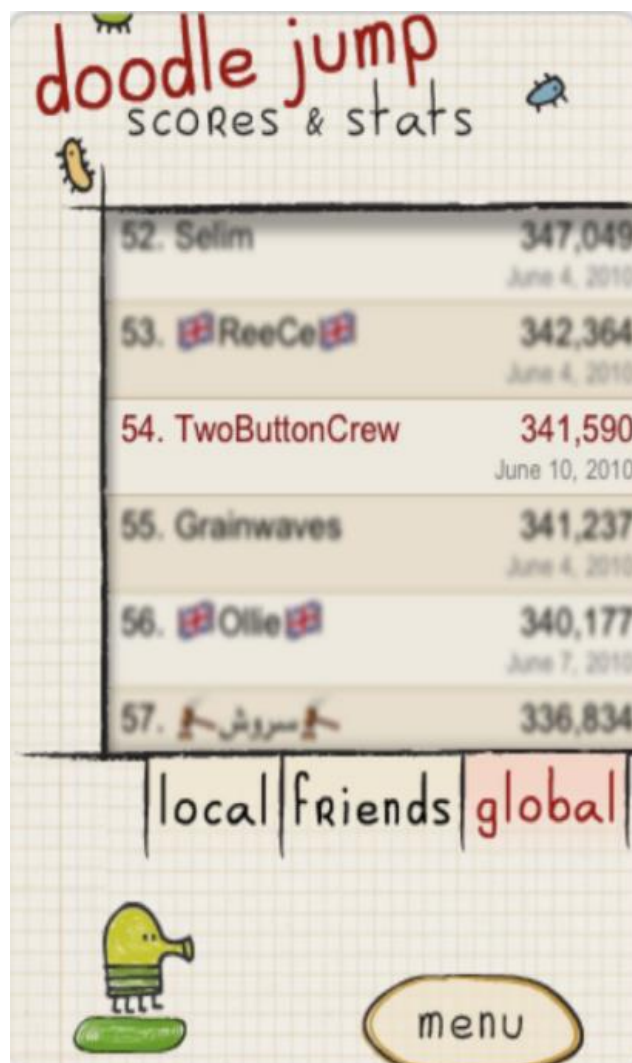 doodle jump
scores & stats
52. Selim 347,049
June 4, 2010
53. 🇬🇧ReeCe🇬🇧 342,364
June 4, 2010
54. TwoButtonCrew 341,590
June 10, 2010
55. Grainwaves 341,237
June 4, 2010
56. 🇬🇧Ollie🇬🇧 340,177
June 7, 2010
57. سروش 336,834
local friends global
menu